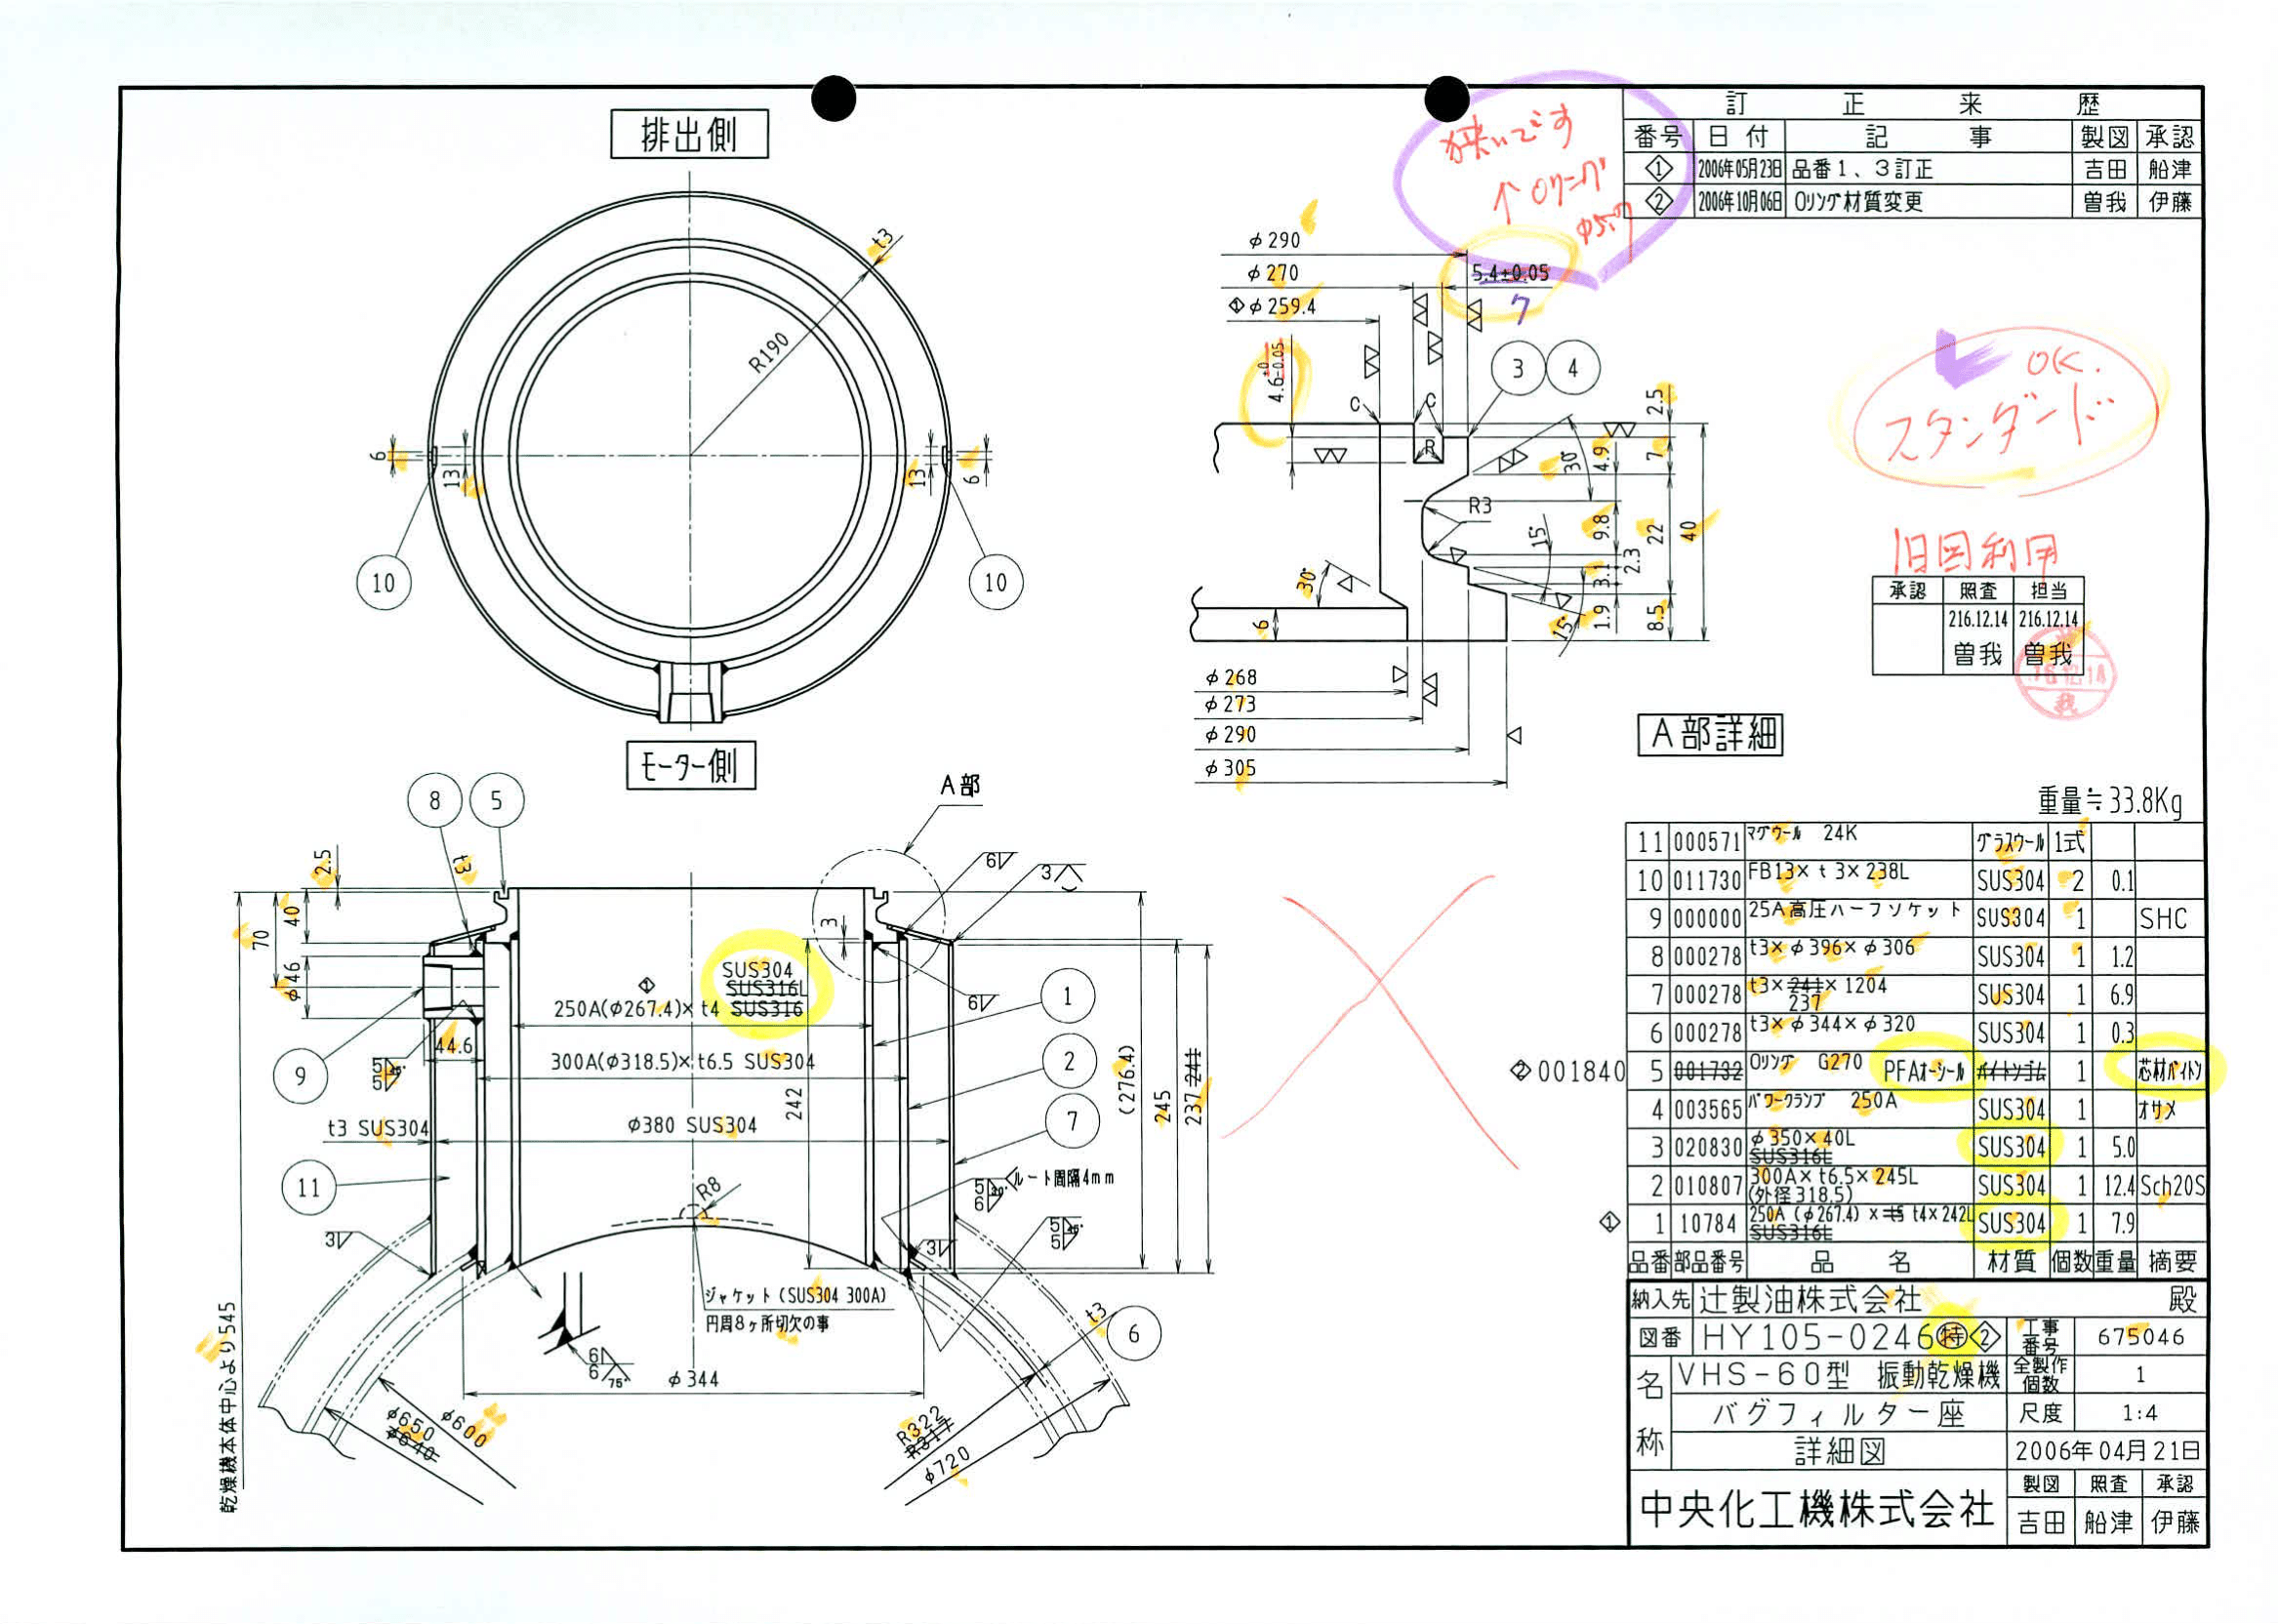 排出側
t3
R190
6
13
13
6
10
10
モーター側
狭いです
↑Oリング
φ5.7
φ290
φ270
5.4±0.05
7
①φ259.4
4.6 +0 -0.05
C
C
R
3
4
2.5
7
4.9
30°
R3
9.8
22
40
15°
2.3
3.1
30°
6
15°
1.9
8.5
φ268
φ273
φ290
φ305
A部詳細
OK.
スタンダード
旧図利用
承認 照査 担当
216.12.14 216.12.14
曽我 曽我
訂正来歴
番号 日付 記事 製図 承認
① 2006年05月23日 品番1、3訂正 吉田 船津
② 2006年10月06日 Oリング材質変更 曽我 伊藤
8
5
A部
t3
2.5
40
70
φ46
6
3
3
9
5
5
44.6
①
SUS304
SUS316L
250A(φ267.4)×t4 SUS316
6
1
300A(φ318.5)×t6.5 SUS304
2
242
(276.4)
245
237 241
t3 SUS304
φ380 SUS304
7
11
R8
ルート間隔4mm
5
6
5
5
3
3
ジャケット(SUS304 300A)
円周8ヶ所切欠の事
t3
6
6
6
75°
φ344
乾燥機本体中心より545
φ650
φ640
φ600
R322
R317
φ720
重量≒33.8Kg
11 000571 マグウール 24K グラスウール 1式
10 011730 FB13×t3×238L SUS304 2 0.1
9 000000 25A高圧ハーフソケット SUS304 1 SHC
8 000278 t3×φ396×φ306 SUS304 1 1.2
7 000278 t3×241×1204 SUS304 1 6.9
237
6 000278 t3×φ344×φ320 SUS304 1 0.3
②001840 5 001732 Oリング G270 PFAオーシール バイトンゴム 1 芯材バイトン
4 003565 パワークランプ 250A SUS304 1 オサメ
3 020830 φ350×40L SUS304 1 5.0
SUS316L
2 010807 300A×t6.5×245L SUS304 1 12.4 Sch20S
(外径318.5)
① 1 10784 250A(φ267.4)×t5 t4×242L SUS304 1 7.9
SUS316L
品番 部品番号 品名 材質 個数 重量 摘要
納入先 辻製油株式会社 殿
図番 HY105-0246㊕② 工事番号 675046
名称 VHS-60型 振動乾燥機 全製作個数 1
バグフィルター座 尺度 1:4
詳細図 2006年04月21日
中央化工機株式会社 製図 照査 承認
吉田 船津 伊藤